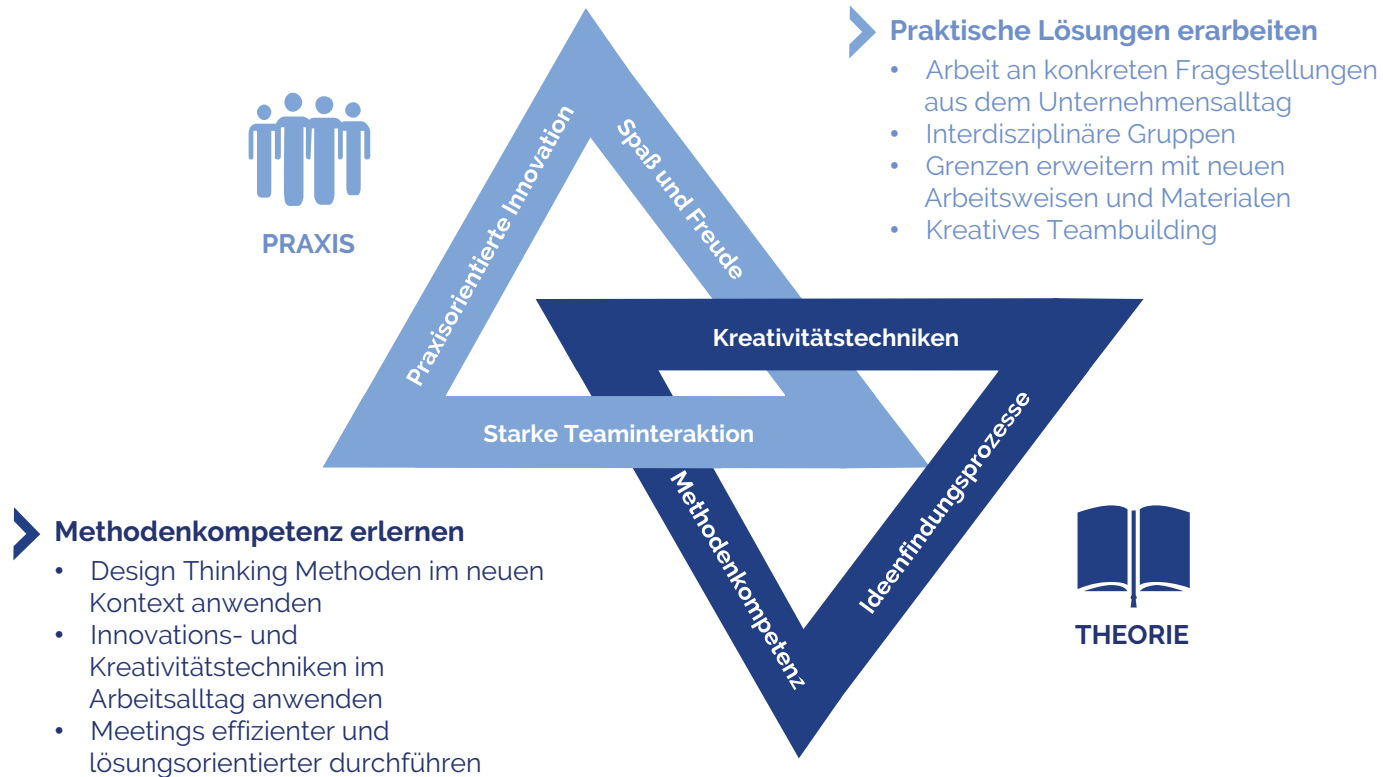 Praktische Lösungen erarbeiten
• Arbeit an konkreten Fragestellungen
aus dem Unternehmensalltag
• Interdisziplinäre Gruppen
• Grenzen erweitern mit neuen
Arbeitsweisen und Materialen
• Kreatives Teambuilding
PRAXIS
Praxisorientierte Innovation
Spaß und Freude
Starke Teaminteraktion
Kreativitätstechniken
Methodenkompetenz
Ideenfindungsprozesse
THEORIE
Methodenkompetenz erlernen
• Design Thinking Methoden im neuen
Kontext anwenden
• Innovations- und
Kreativitätstechniken im
Arbeitsalltag anwenden
• Meetings effizienter und
lösungsorientierter durchführen